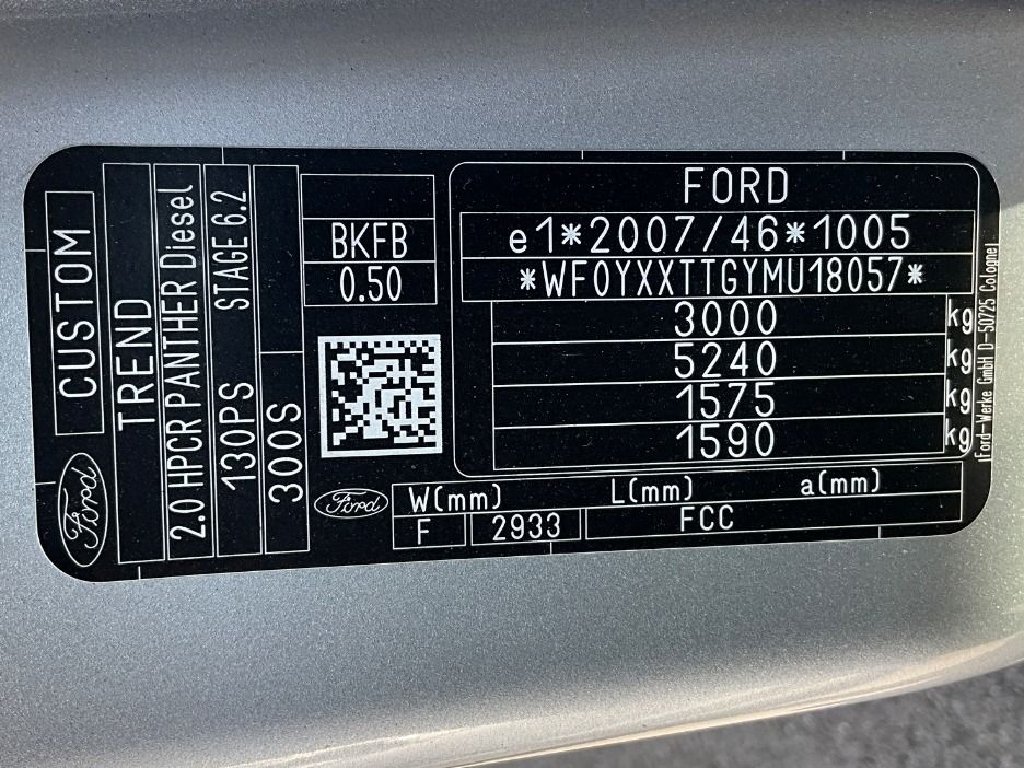 CUSTOM
Ford
TREND
2.0 HPCR PANTHER Diesel
130PS STAGE 6.2
300S
BKFB
0.50
Ford
FORD
e1*2007/46*1005
*WF0YXXTTGYMU18057*
3000 kg
5240 kg
1575 kg
1590 kg
W(mm) L(mm) a(mm)
F 2933 FCC
Ford-Werke GmbH D-50725 Cologne